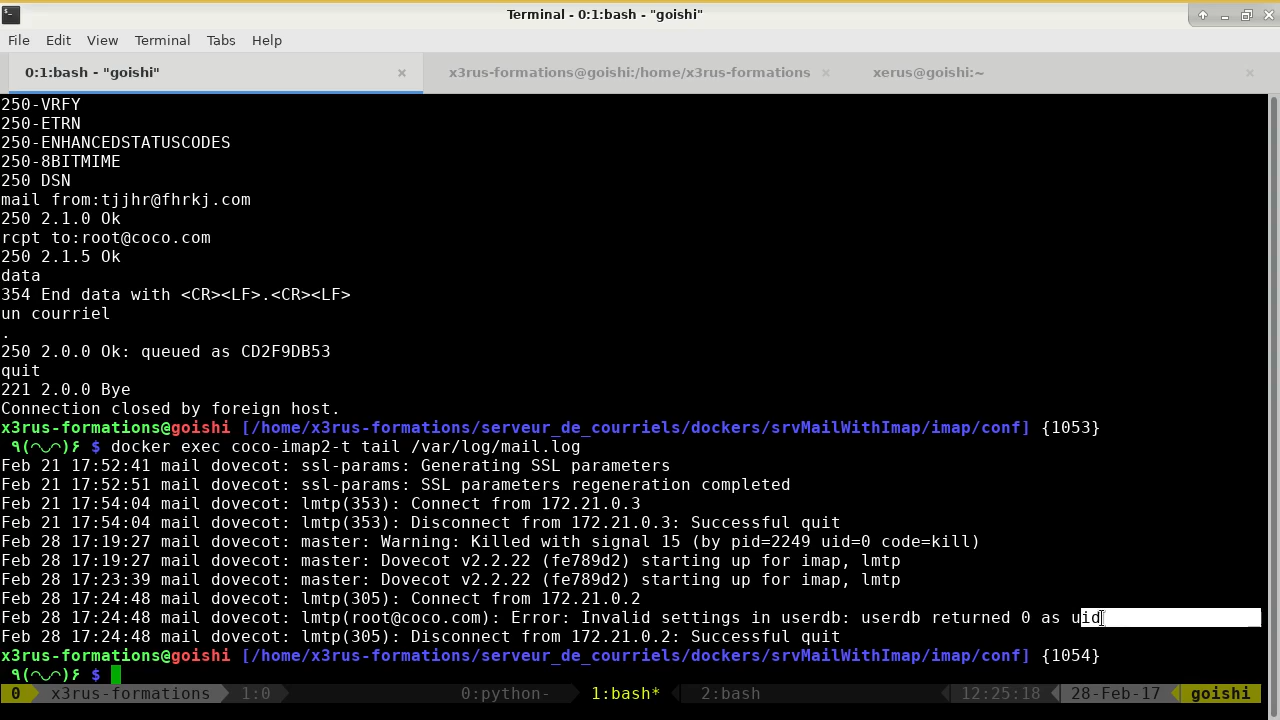 Terminal - 0:1:bash - "goishi"
File Edit View Terminal Tabs Help
0:1:bash - "goishi" x3rus-formations@goishi:/home/x3rus-formations xerus@goishi:~
250-VRFY
250-ETRN
250-ENHANCEDSTATUSCODES
250-8BITMIME
250 DSN
mail from:tjjhr@fhrkj.com
250 2.1.0 Ok
rcpt to:root@coco.com
250 2.1.5 Ok
data
354 End data with <CR><LF>.<CR><LF>
un courriel
.
250 2.0.0 Ok: queued as CD2F9DB53
quit
221 2.0.0 Bye
Connection closed by foreign host.
x3rus-formations@goishi [/home/x3rus-formations/serveur_de_courriels/dockers/srvMailWithImap/imap/conf] {1053}
٩(◠◡◠)۶ $ docker exec coco-imap2-t tail /var/log/mail.log
Feb 21 17:52:41 mail dovecot: ssl-params: Generating SSL parameters
Feb 21 17:52:51 mail dovecot: ssl-params: SSL parameters regeneration completed
Feb 21 17:54:04 mail dovecot: lmtp(353): Connect from 172.21.0.3
Feb 21 17:54:04 mail dovecot: lmtp(353): Disconnect from 172.21.0.3: Successful quit
Feb 28 17:19:27 mail dovecot: master: Warning: Killed with signal 15 (by pid=2249 uid=0 code=kill)
Feb 28 17:19:27 mail dovecot: master: Dovecot v2.2.22 (fe789d2) starting up for imap, lmtp
Feb 28 17:23:39 mail dovecot: master: Dovecot v2.2.22 (fe789d2) starting up for imap, lmtp
Feb 28 17:24:48 mail dovecot: lmtp(305): Connect from 172.21.0.2
Feb 28 17:24:48 mail dovecot: lmtp(root@coco.com): Error: Invalid settings in userdb: userdb returned 0 as uid
Feb 28 17:24:48 mail dovecot: lmtp(305): Disconnect from 172.21.0.2: Successful quit
x3rus-formations@goishi [/home/x3rus-formations/serveur_de_courriels/dockers/srvMailWithImap/imap/conf] {1054}
٩(◠◡◠)۶ $
0 x3rus-formations 1:0 0:python- 1:bash* 2:bash 12:25:18 28-Feb-17 goishi